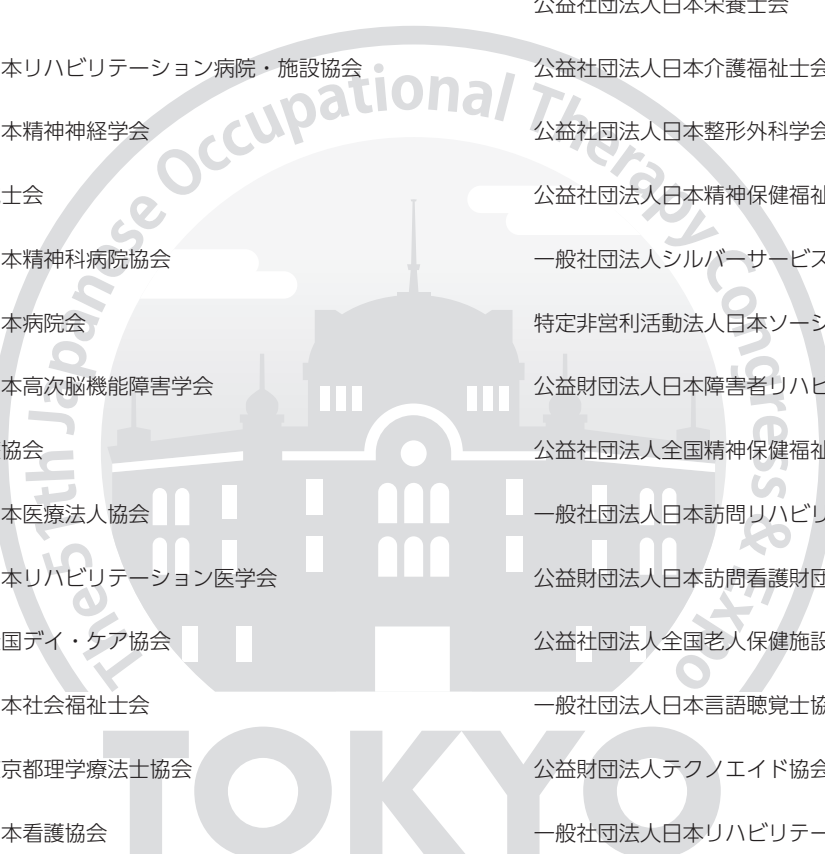 公益社団法人日本栄養士会
本リハビリテーション病院・施設協会
公益社団法人日本介護福祉士会
本精神神経学会
公益社団法人日本整形外科学会
士会
公益社団法人日本精神保健福祉
本精神科病院協会
一般社団法人シルバーサービス
本病院会
特定非営利活動法人日本ソーシ
本高次脳機能障害学会
公益財団法人日本障害者リハビ
協会
公益社団法人全国精神保健福祉
本医療法人協会
一般社団法人日本訪問リハビリ
本リハビリテーション医学会
公益財団法人日本訪問看護財団
国デイ・ケア協会
公益社団法人全国老人保健施設
本社会福祉士会
一般社団法人日本言語聴覚士協
京都理学療法士協会
公益財団法人テクノエイド協会
本看護協会
一般社団法人日本リハビリテー
The 51th Japanese Occupational Therapy Congress & Expo
TOKYO